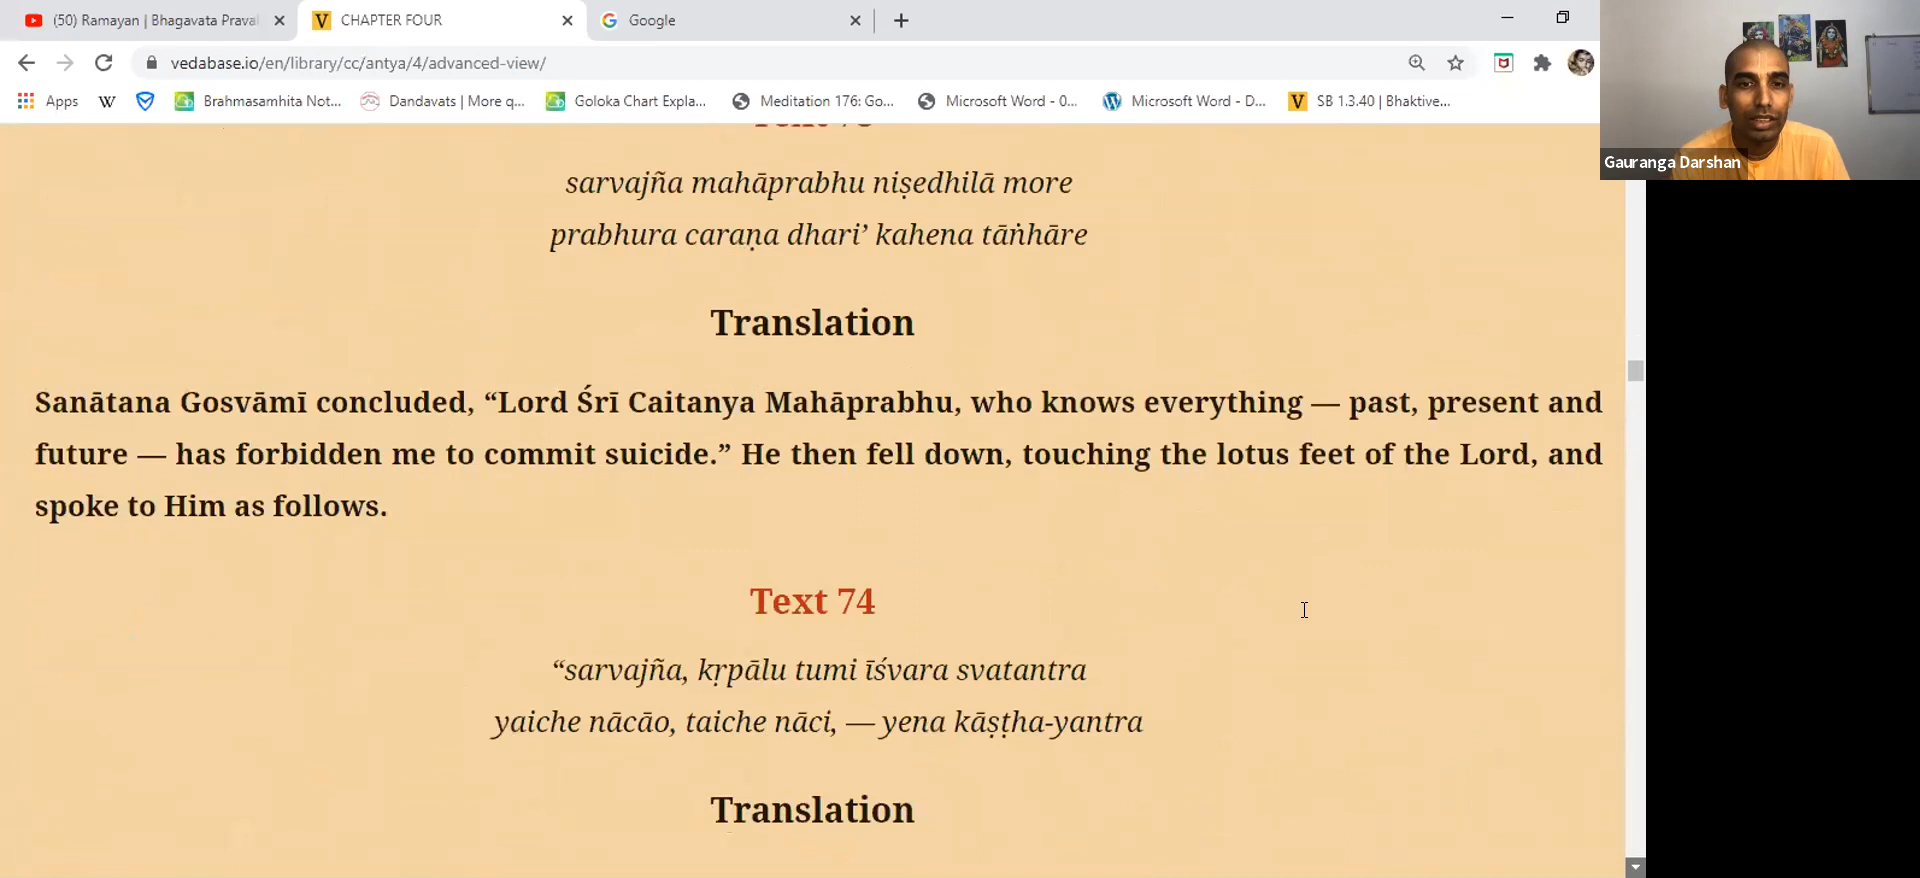 (50) Ramayan | Bhagavata Praval
CHAPTER FOUR
Google
vedabase.io/en/library/cc/antya/4/advanced-view/
Apps
W
Brahmasamhita Not...
Dandavats | More q...
Goloka Chart Expla...
Meditation 176: Go...
Microsoft Word - 0...
Microsoft Word - D...
V
SB 1.3.40 | Bhaktive...
Gauranga Darshan
sarvajña mahāprabhu niṣedhilā more
prabhura caraṇa dhari’ kahena tāṅhāre
Translation
Sanātana Gosvāmī concluded, “Lord Śrī Caitanya Mahāprabhu, who knows everything — past, present and
future — has forbidden me to commit suicide.” He then fell down, touching the lotus feet of the Lord, and
spoke to Him as follows.
Text 74
“sarvajña, kṛpālu tumi īśvara svatantra
yaiche nācāo, taiche nāci, — yena kāṣṭha-yantra
Translation